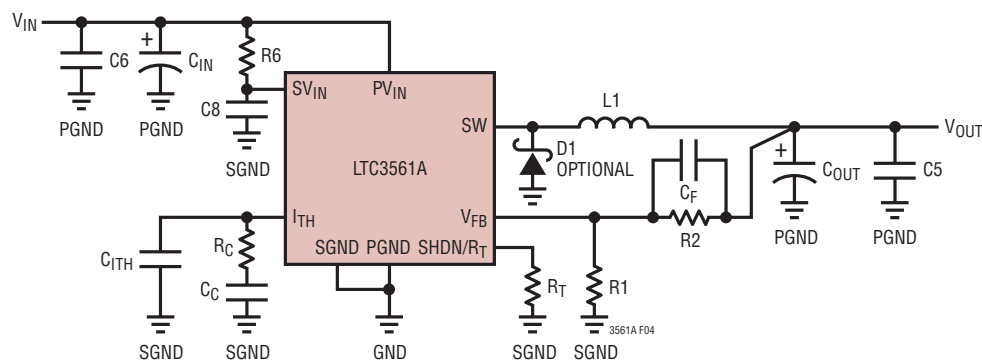 VIN
C6
+
CIN
R6
PGND
PGND
C8
SGND
SVIN
PVIN
SW
LTC3561A
ITH
VFB
SGND
PGND
SHDN/RT
L1
D1
OPTIONAL
CF
R2
+
COUT
C5
VOUT
PGND
PGND
CITH
RC
CC
RT
R1
3561A F04
SGND
SGND
GND
SGND
SGND